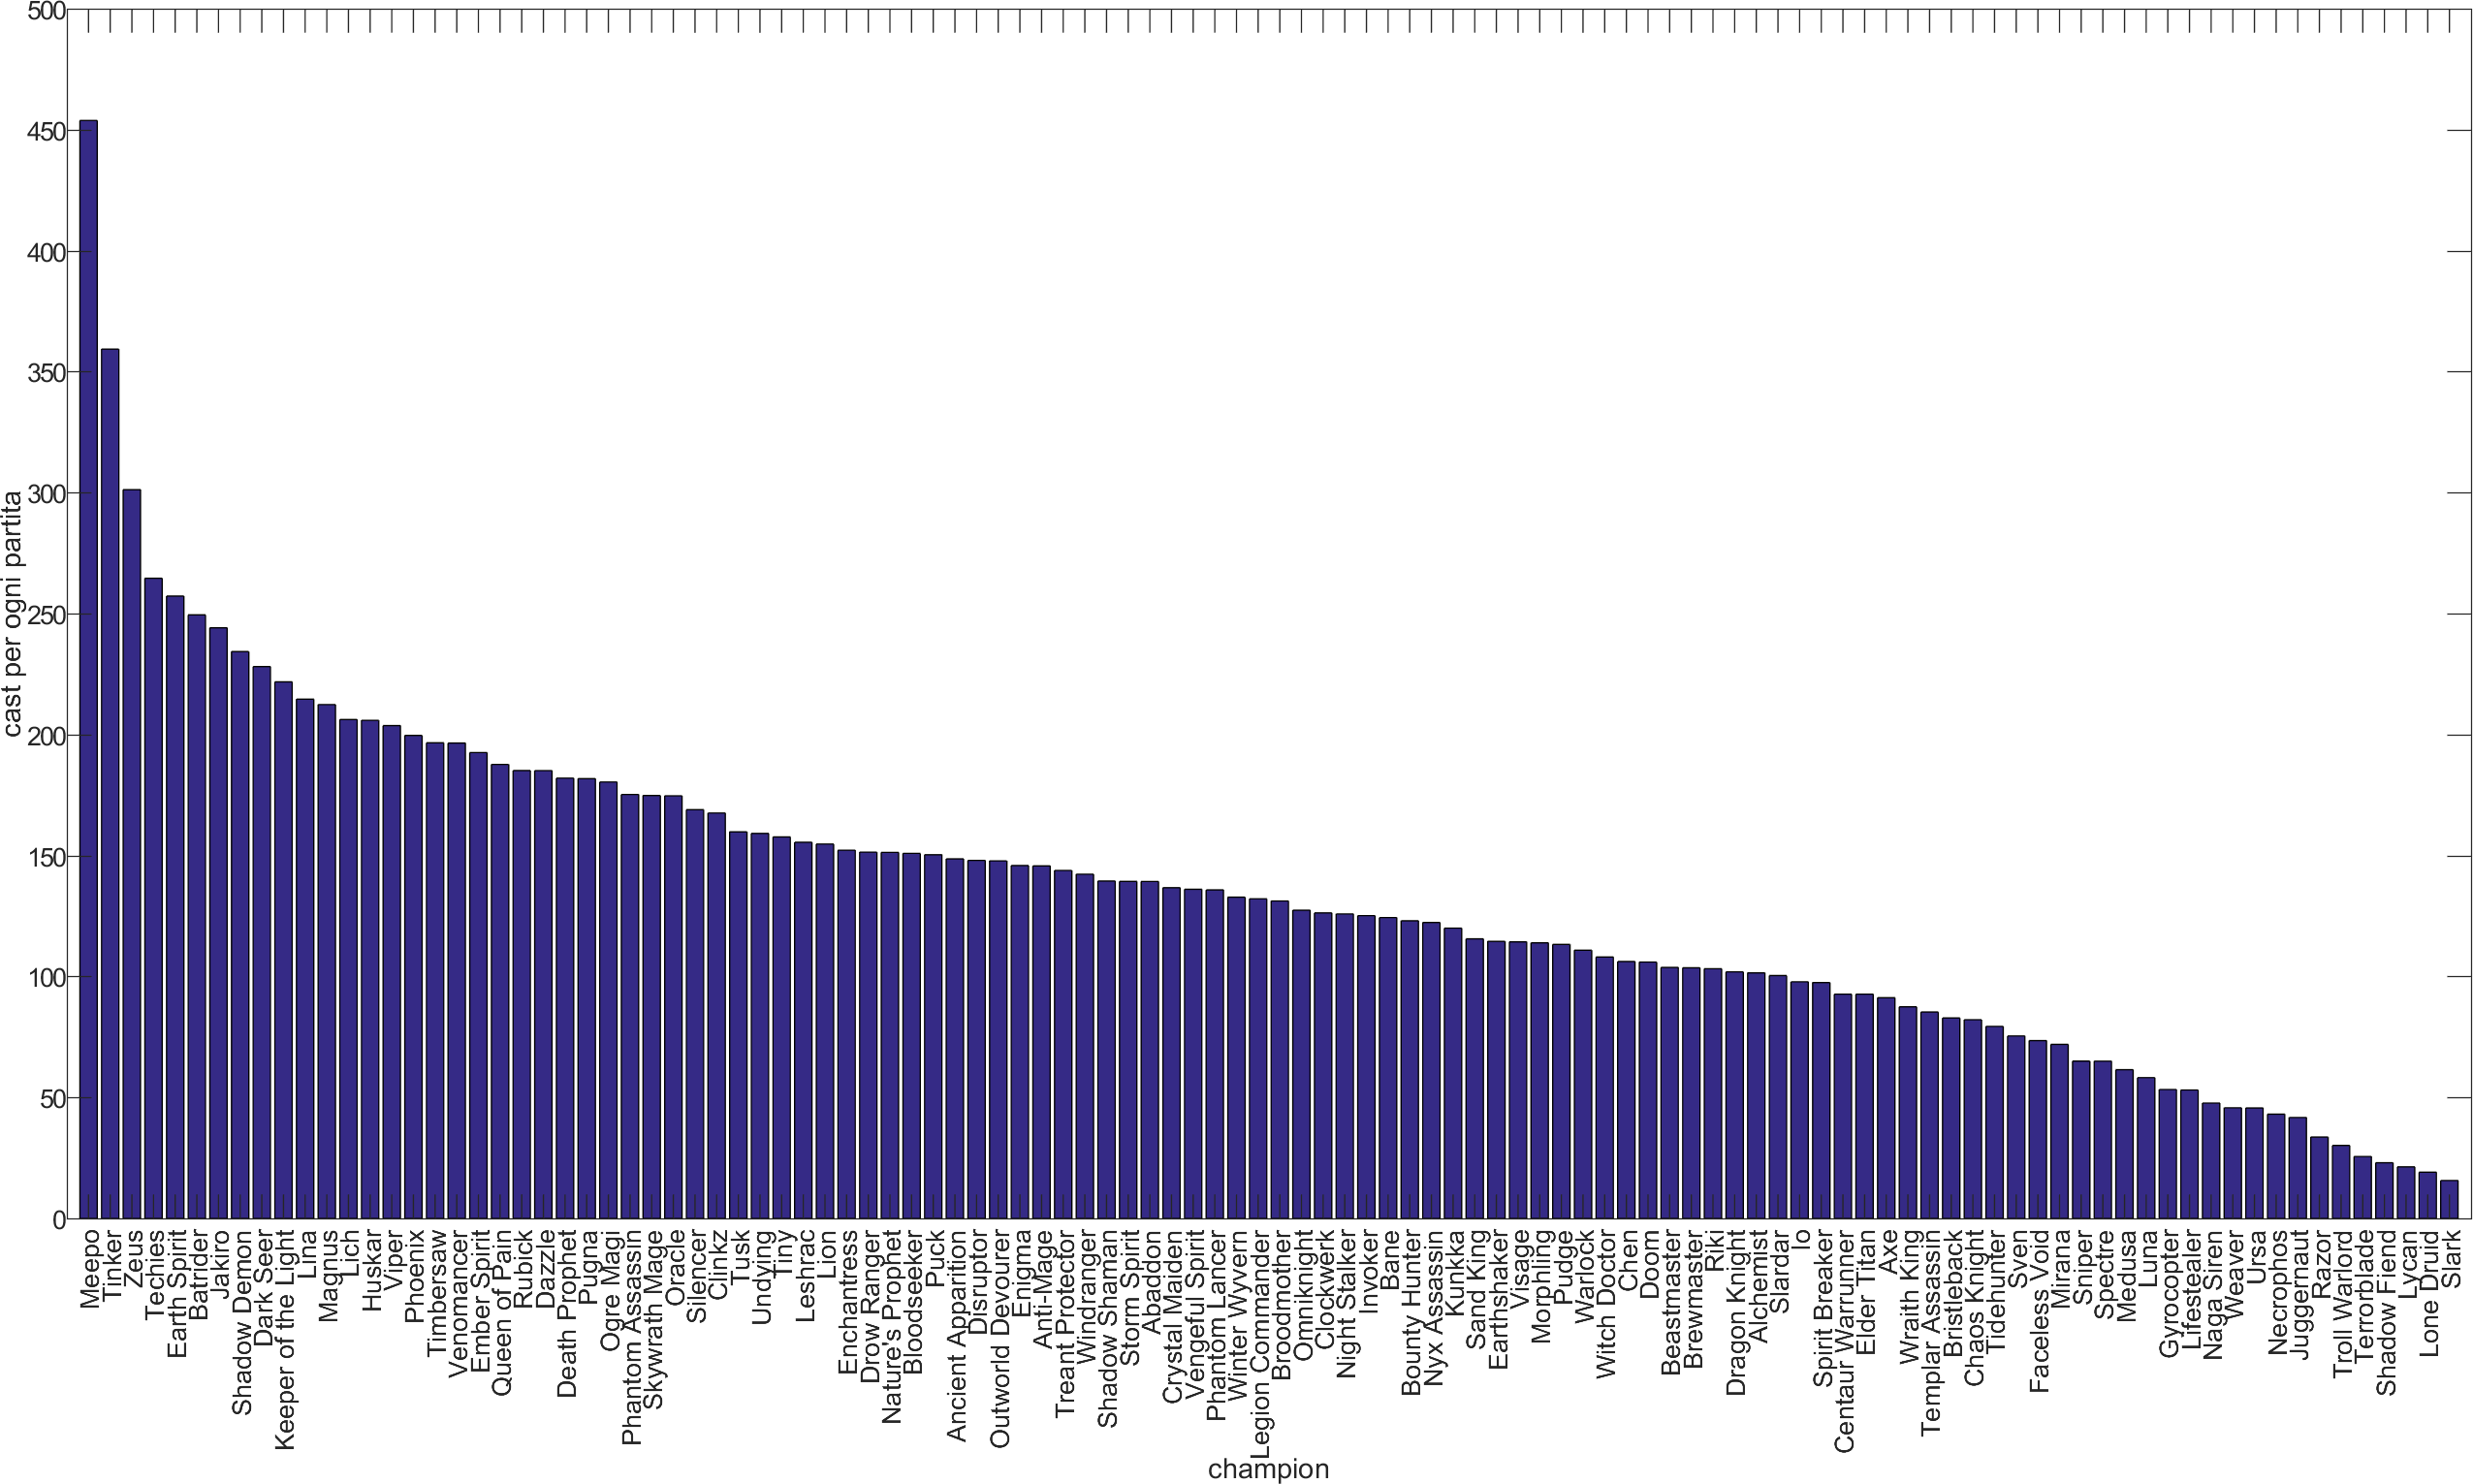 500
450
400
350
300
250
200
150
100
50
0
cast per ogni partita
Meepo
Tinker
Zeus
Techies
Earth Spirit
Batrider
Jakiro
Shadow Demon
Dark Seer
Keeper of the Light
Lina
Magnus
Lich
Huskar
Viper
Phoenix
Timbersaw
Venomancer
Ember Spirit
Queen of Pain
Rubick
Dazzle
Death Prophet
Pugna
Ogre Magi
Phantom Assassin
Skywrath Mage
Oracle
Silencer
Clinkz
Tusk
Undying
Tiny
Leshrac
Lion
Enchantress
Drow Ranger
Nature's Prophet
Bloodseeker
Puck
Ancient Apparition
Disruptor
Outworld Devourer
Enigma
Anti-Mage
Treant Protector
Windranger
Shadow Shaman
Storm Spirit
Abaddon
Crystal Maiden
Vengeful Spirit
Phantom Lancer
Winter Wyvern
Legion Commander
Broodmother
Omniknight
Clockwerk
Night Stalker
Invoker
Bane
Bounty Hunter
Nyx Assassin
Kunkka
Sand King
Earthshaker
Visage
Morphling
Pudge
Warlock
Witch Doctor
Chen
Doom
Beastmaster
Brewmaster
Riki
Dragon Knight
Alchemist
Slardar
Io
Spirit Breaker
Centaur Warrunner
Elder Titan
Axe
Wraith King
Templar Assassin
Bristleback
Chaos Knight
Tidehunter
Sven
Faceless Void
Mirana
Sniper
Spectre
Medusa
Luna
Gyrocopter
Lifestealer
Naga Siren
Weaver
Ursa
Necrophos
Juggernaut
Razor
Troll Warlord
Terrorblade
Shadow Fiend
Lycan
Lone Druid
Slark
champion